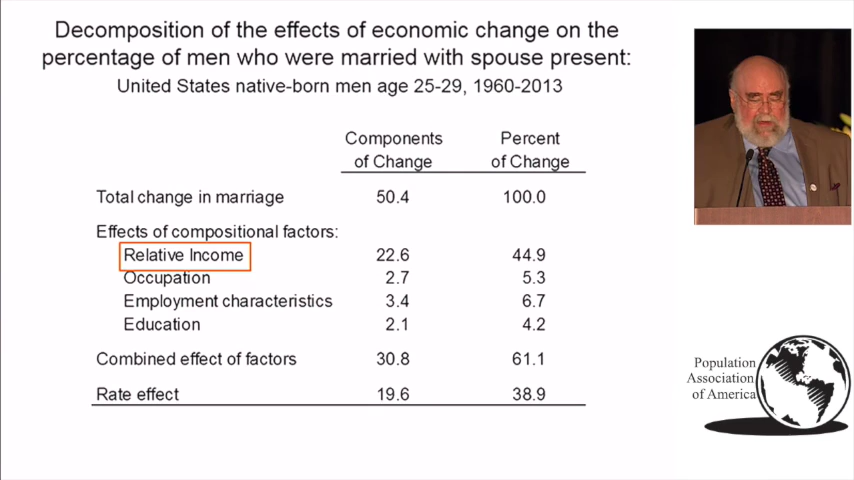 Decomposition of the effects of economic change on the
percentage of men who were married with spouse present:
United States native-born men age 25-29, 1960-2013
Components of Change Percent of Change
Total change in marriage 50.4 100.0
Effects of compositional factors:
Relative Income 22.6 44.9
Occupation 2.7 5.3
Employment characteristics 3.4 6.7
Education 2.1 4.2
Combined effect of factors 30.8 61.1
Rate effect 19.6 38.9
Population
Association
of America